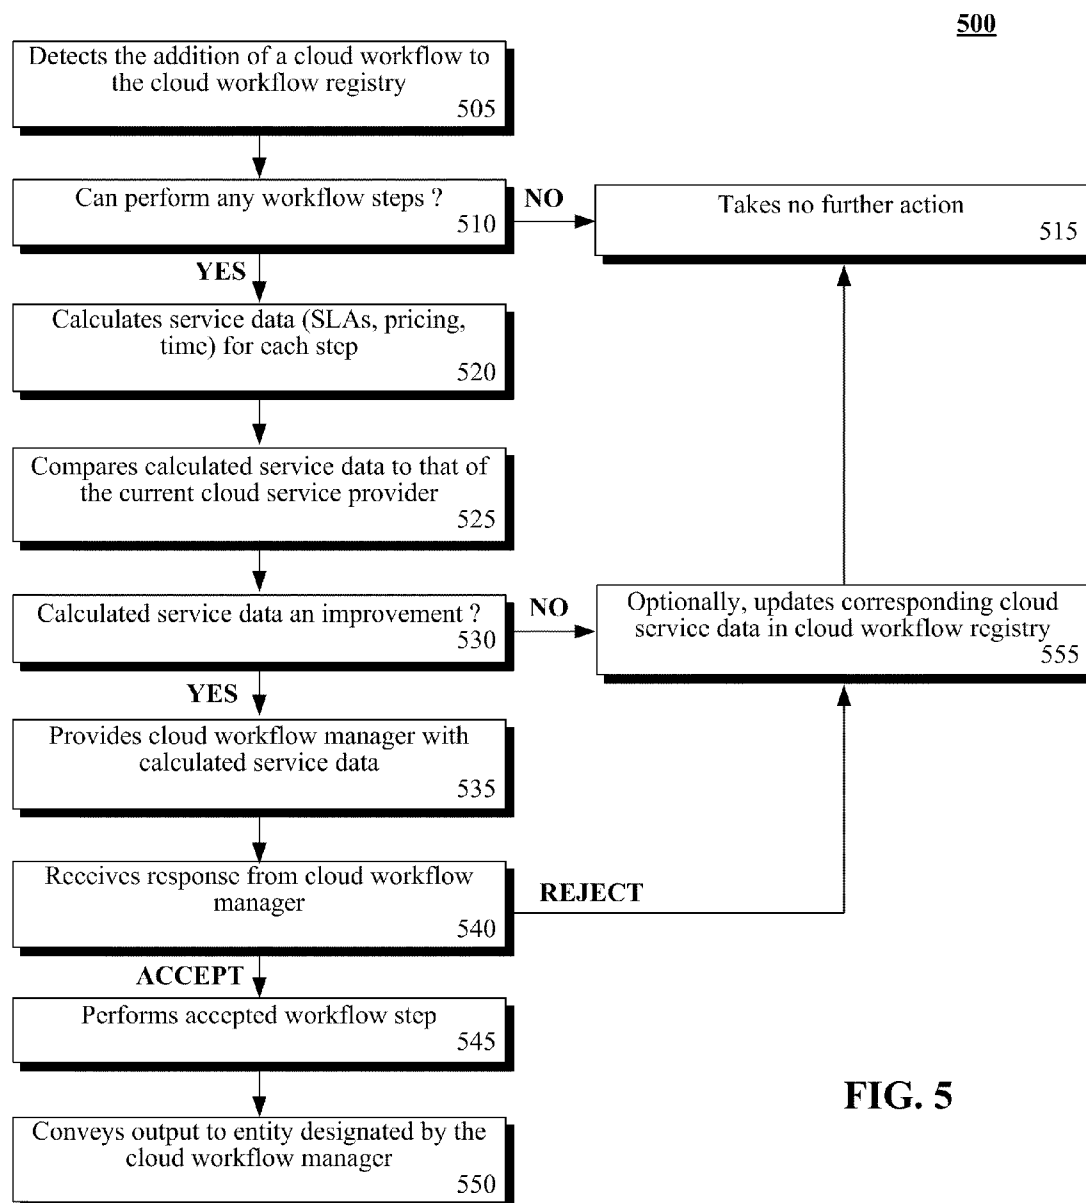 500
Detects the addition of a cloud workflow to
the cloud workflow registry
505
Can perform any workflow steps ?
510
NO
Takes no further action
515
YES
Calculates service data (SLAs, pricing,
time) for each step
520
Compares calculated service data to that of
the current cloud service provider
525
Calculated service data an improvement ?
530
NO
Optionally, updates corresponding cloud
service data in cloud workflow registry
555
YES
Provides cloud workflow manager with
calculated service data
535
Receives response from cloud workflow
manager
540
REJECT
ACCEPT
Performs accepted workflow step
545
Conveys output to entity designated by the
cloud workflow manager
550
FIG. 5